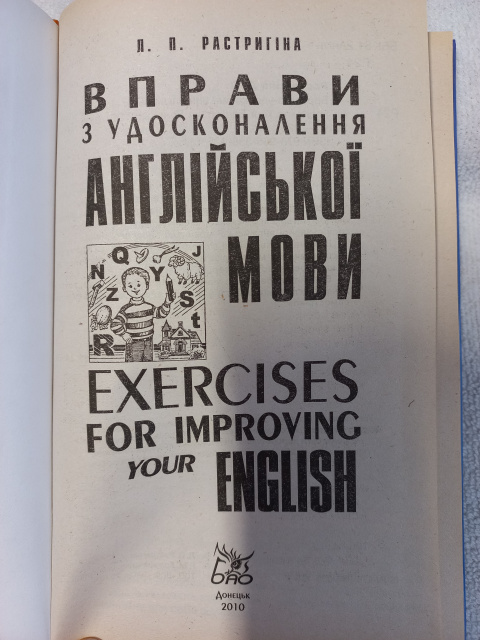 Л. П. РАСТРИГІНА
ВПРАВИ
З УДОСКОНАЛЕННЯ
АНГЛІЙСЬКОЇ
МОВИ
N Q Y J
Z S t
R
EXERCISES
FOR IMPROVING
YOUR ENGLISH
БАО
Донецьк
2010